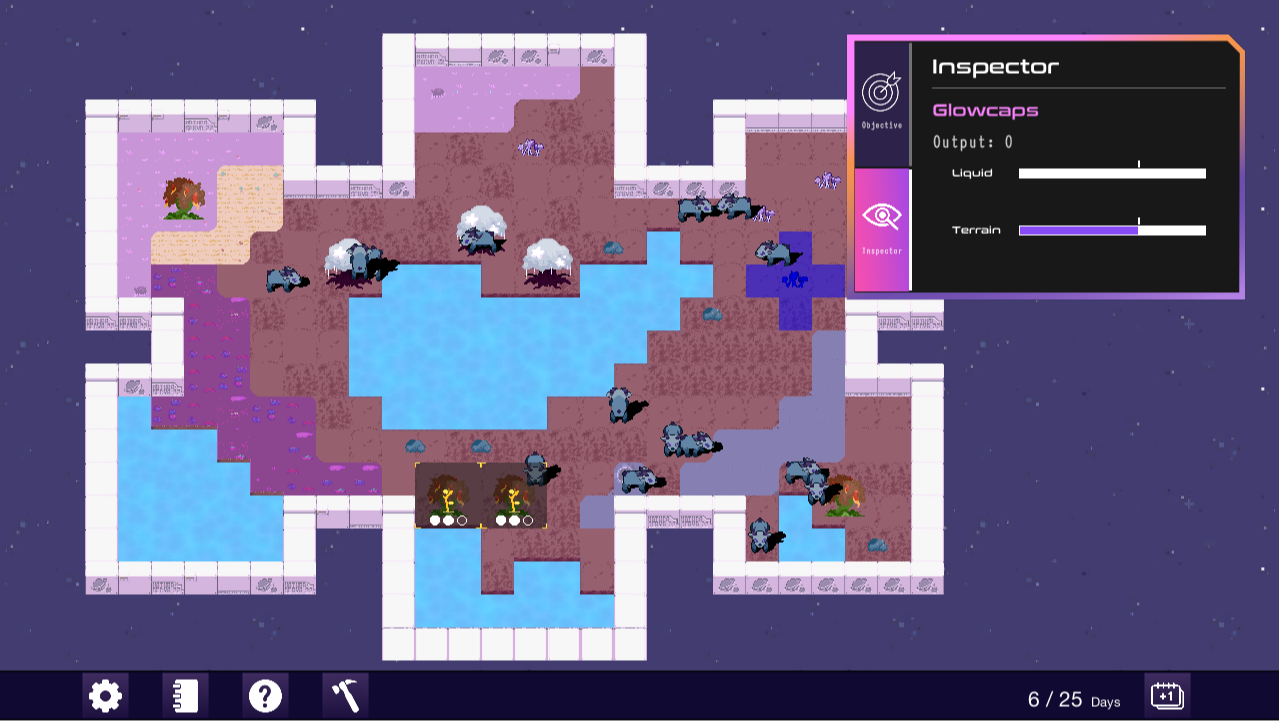 Inspector
Glowcaps
Objective
Output: 0
Liquid
Terrain
Inspector
6 / 25 Days
+1